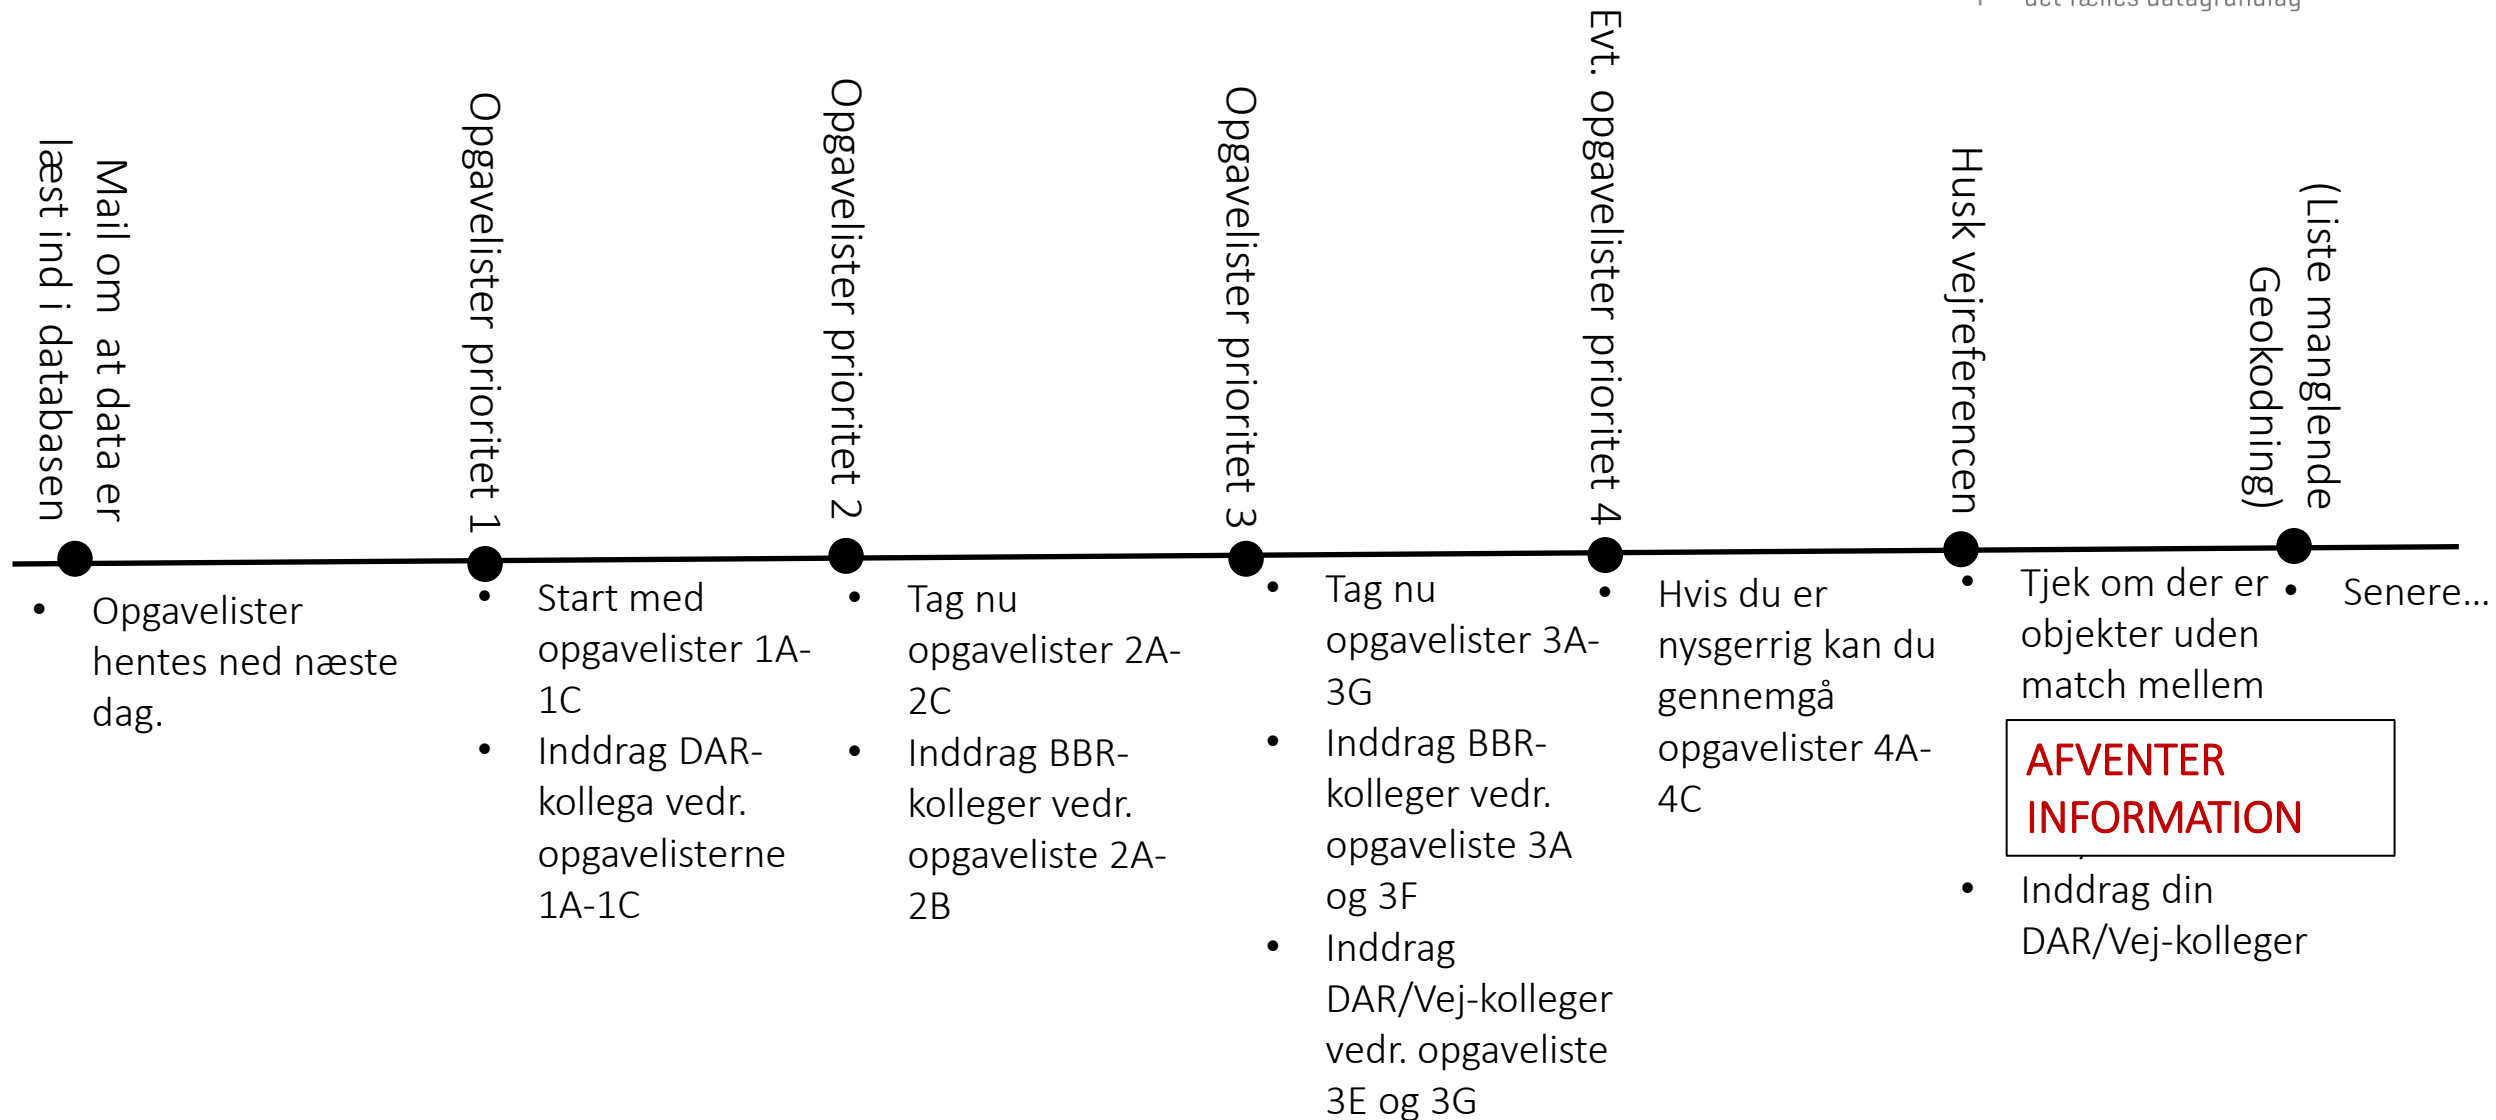 det fælles datagrundlag
Mail om at data er
læst ind i databasen
Opgavelister prioritet 1
Opgavelister prioritet 2
Opgavelister prioritet 3
Evt. opgavelister prioritet 4
Husk vejreferencen
(Liste manglende
Geokodning)
• Opgavelister
hentes ned næste
dag.
• Start med
opgavelister 1A-
1C
• Inddrag DAR-
kollega vedr.
opgavelisterne
1A-1C
• Tag nu
opgavelister 2A-
2C
• Inddrag BBR-
kolleger vedr.
opgaveliste 2A-
2B
• Tag nu
opgavelister 3A-
3G
• Inddrag BBR-
kolleger vedr.
opgaveliste 3A
og 3F
• Inddrag
DAR/Vej-kolleger
vedr. opgaveliste
3E og 3G
• Hvis du er
nysgerrig kan du
gennemgå
opgavelister 4A-
4C
• Tjek om der er
objekter uden
match mellem
AFVENTER
INFORMATION
• Inddrag din
DAR/Vej-kolleger
• Senere...